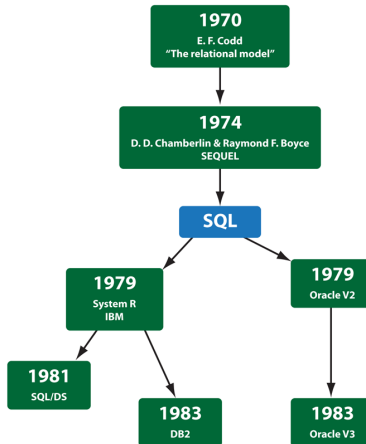 1970
E. F. Codd
“The relational model”
1974
D. D. Chamberlin & Raymond F. Boyce
SEQUEL
SQL
1979
System R
IBM
1979
Oracle V2
1981
SQL/DS
1983
DB2
1983
Oracle V3